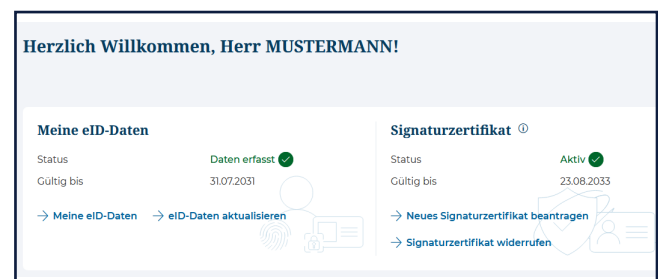 Herzlich Willkommen, Herr MUSTERMANN!
Meine eID-Daten
Status Daten erfasst
Gültig bis 31.07.2031
→ Meine eID-Daten → eID-Daten aktualisieren
Signaturzertifikat
Status Aktiv
Gültig bis 23.08.2033
→ Neues Signaturzertifikat beantragen
→ Signaturzertifikat widerrufen